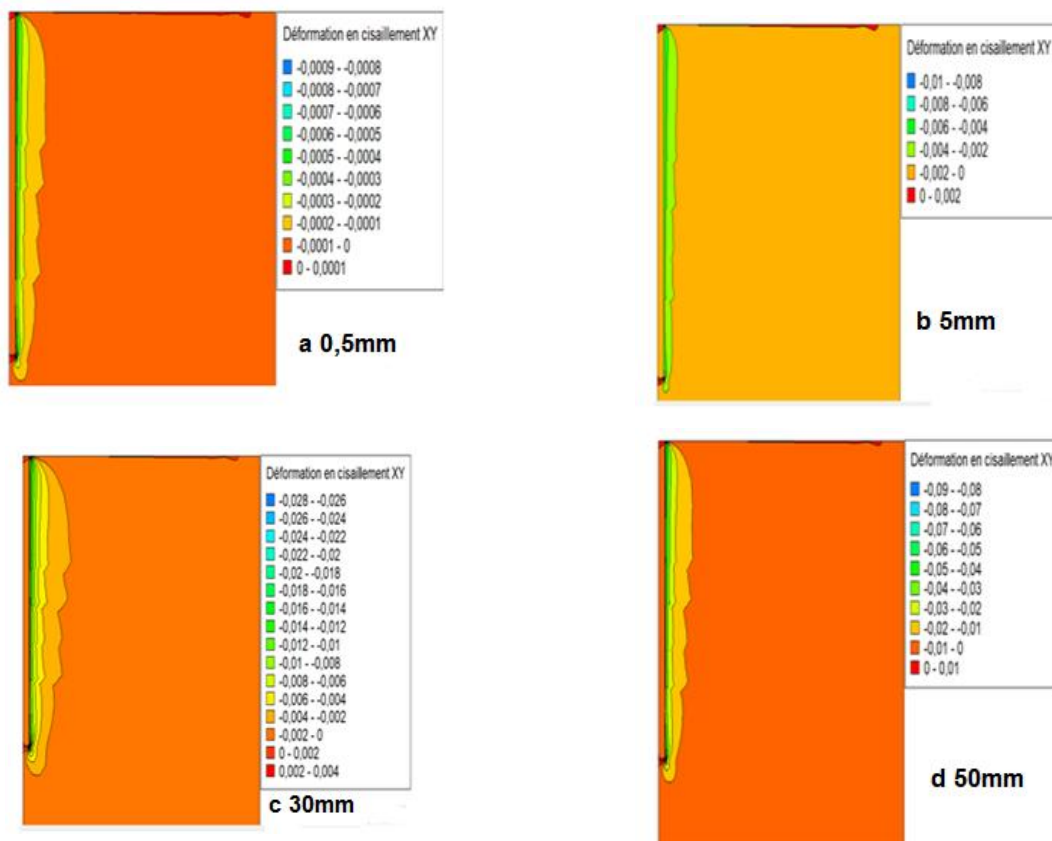 Déformation en cisaillement XY
-0,0009 - -0,0008
-0,0008 - -0,0007
-0,0007 - -0,0006
-0,0006 - -0,0005
-0,0005 - -0,0004
-0,0004 - -0,0003
-0,0003 - -0,0002
-0,0002 - -0,0001
-0,0001 - 0
0 - 0,0001
a 0,5mm
Déformation en cisaillement XY
-0,01 - -0,008
-0,008 - -0,006
-0,006 - -0,004
-0,004 - -0,002
-0,002 - 0
0 - 0,002
b 5mm
Déformation en cisaillement XY
-0,028 - -0,026
-0,026 - -0,024
-0,024 - -0,022
-0,022 - -0,02
-0,02 - -0,018
-0,018 - -0,016
-0,016 - -0,014
-0,014 - -0,012
-0,012 - -0,01
-0,01 - -0,008
-0,008 - -0,006
-0,006 - -0,004
-0,004 - -0,002
-0,002 - 0
0 - 0,002
0,002 - 0,004
c 30mm
Déformation en cisaillement XY
-0,09 - -0,08
-0,08 - -0,07
-0,07 - -0,06
-0,06 - -0,05
-0,05 - -0,04
-0,04 - -0,03
-0,03 - -0,02
-0,02 - -0,01
-0,01 - 0
0 - 0,01
d 50mm